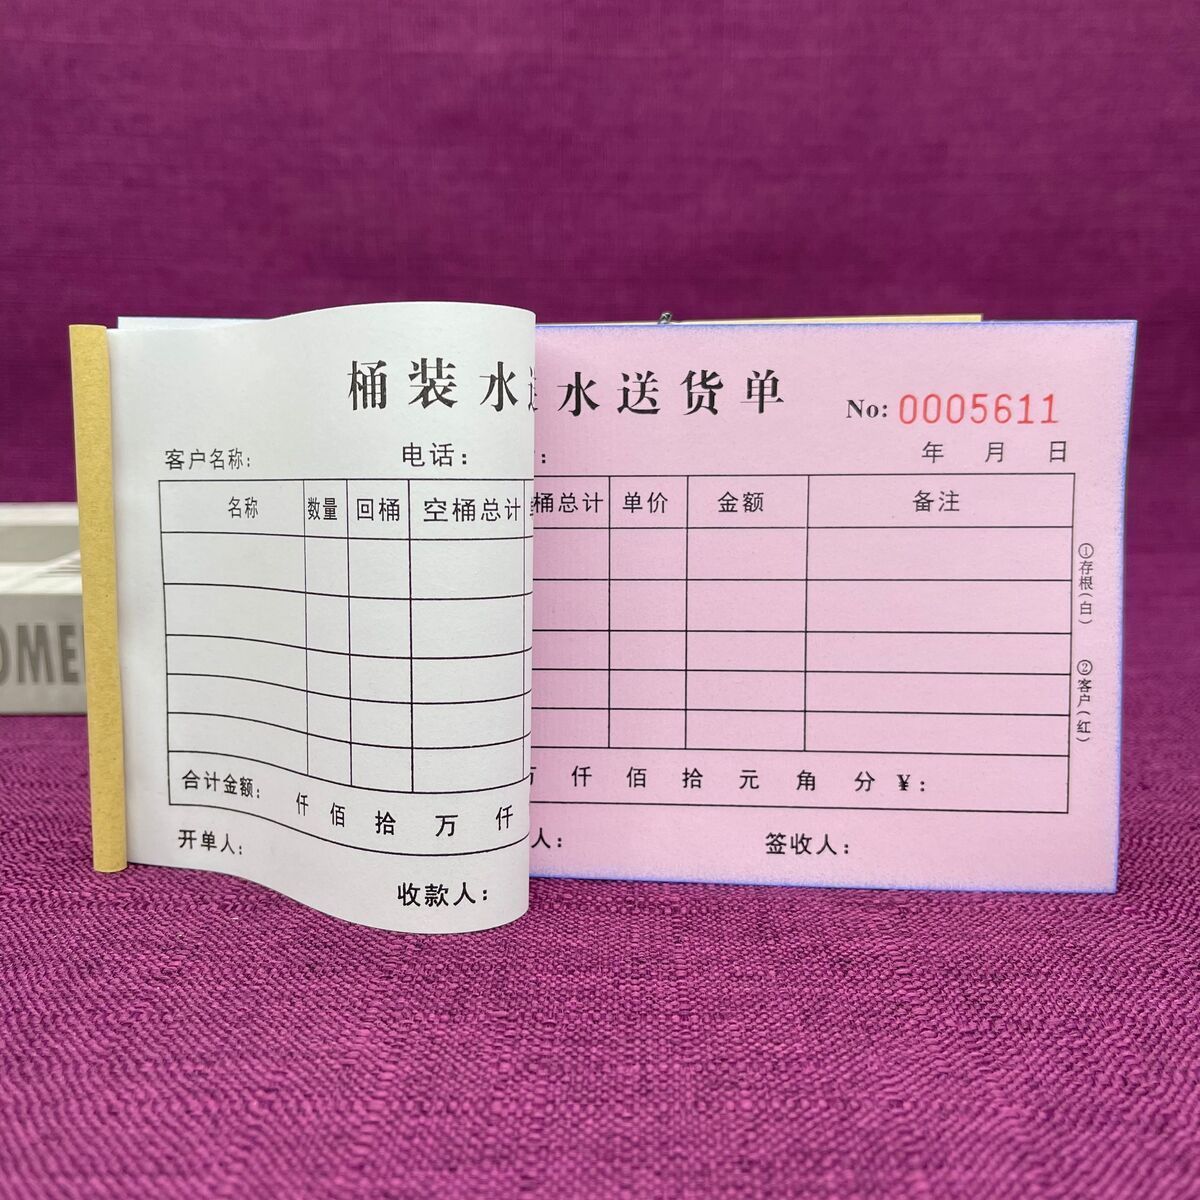 桶装水
水送货单
No: 0005611
客户名称:
电话:
年 月 日
名称 数量 回桶 空桶总计
桶总计 单价 金额 备注
合计金额: 仟 佰 拾 万 仟
万 仟 佰 拾 元 角 分 ¥:
开单人:
收款人:
人:
签收人:
①存根(白) ②客户(红)
OME